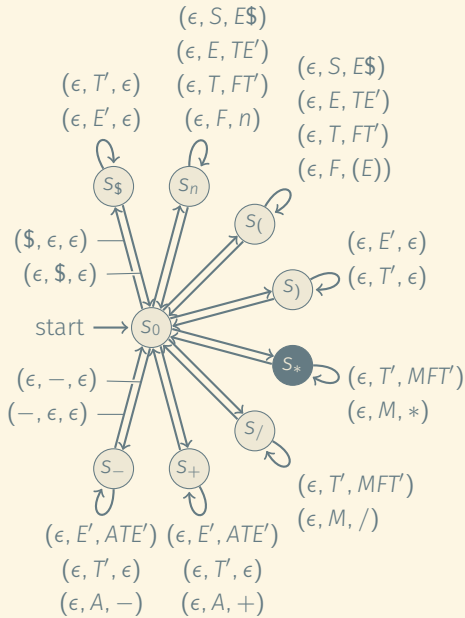 (ϵ, S, E$)
(ϵ, E, TE′)
(ϵ, T, FT′)
(ϵ, F, n)
(ϵ, S, E$)
(ϵ, E, TE′)
(ϵ, T, FT′)
(ϵ, F, (E))
(ϵ, T′, ϵ)
(ϵ, E′, ϵ)
S$
Sn
S(
($, ϵ, ϵ)
(ϵ, $, ϵ)
(ϵ, E′, ϵ)
(ϵ, T′, ϵ)
S)
start
S0
S*
(ϵ, T′, MFT′)
(ϵ, M, *)
(ϵ, −, ϵ)
(−, ϵ, ϵ)
S/
(ϵ, T′, MFT′)
(ϵ, M, /)
S−
S+
(ϵ, E′, ATE′)
(ϵ, T′, ϵ)
(ϵ, A, −)
(ϵ, E′, ATE′)
(ϵ, T′, ϵ)
(ϵ, A, +)